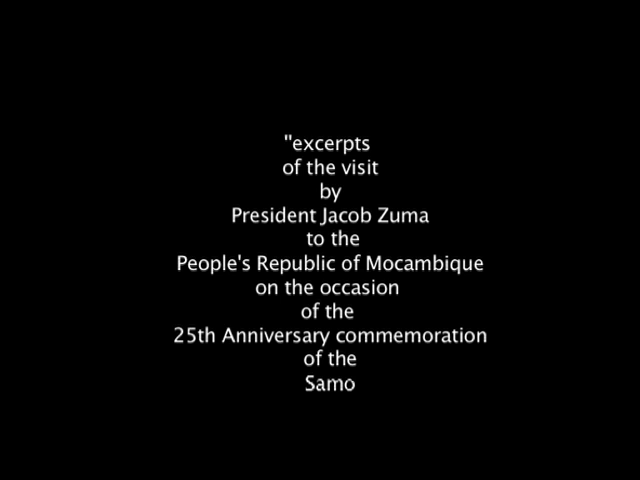 "excerpts
of the visit
by
President Jacob Zuma
to the
People's Republic of Mocambique
on the occasion
of the
25th Anniversary commemoration
of the
Samo